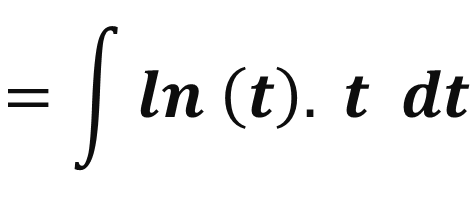 = ∫ ln (t). t dt